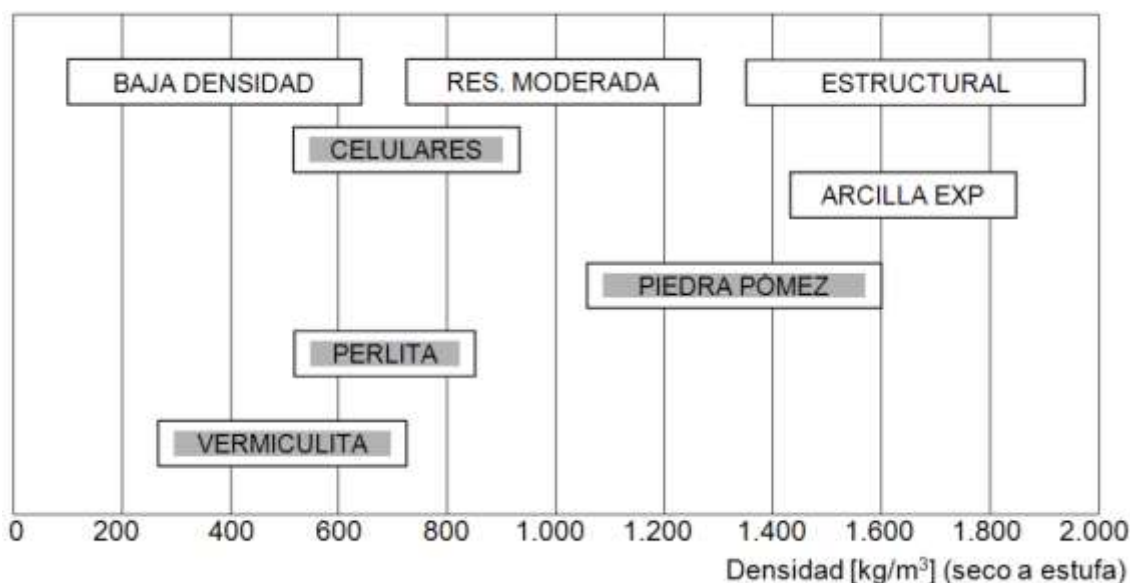 BAJA DENSIDAD RES. MODERADA ESTRUCTURAL
CELULARES
ARCILLA EXP
PIEDRA PÓMEZ
PERLITA
VERMICULITA
0 200 400 600 800 1.000 1.200 1.400 1.600 1.800 2.000
Densidad [kg/m³] (seco a estufa)